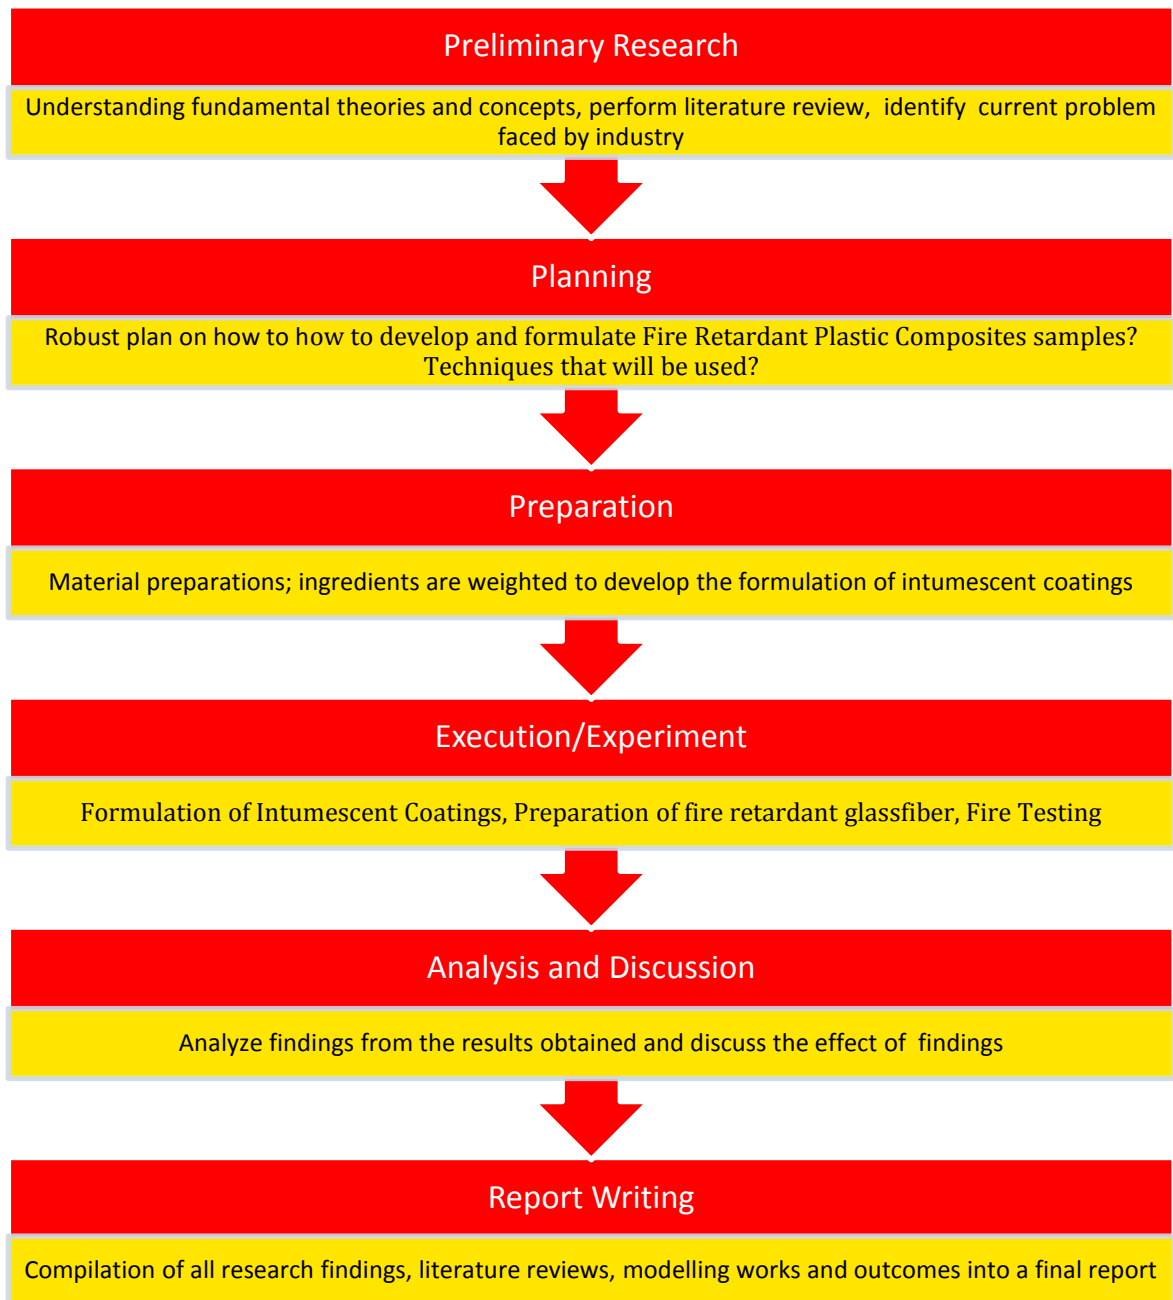 Preliminary Research
Understanding fundamental theories and concepts, perform literature review, identify current problem
faced by industry
Planning
Robust plan on how to how to develop and formulate Fire Retardant Plastic Composites samples?
Techniques that will be used?
Preparation
Material preparations; ingredients are weighted to develop the formulation of intumescent coatings
Execution/Experiment
Formulation of Intumescent Coatings, Preparation of fire retardant glassfiber, Fire Testing
Analysis and Discussion
Analyze findings from the results obtained and discuss the effect of findings
Report Writing
Compilation of all research findings, literature reviews, modelling works and outcomes into a final report